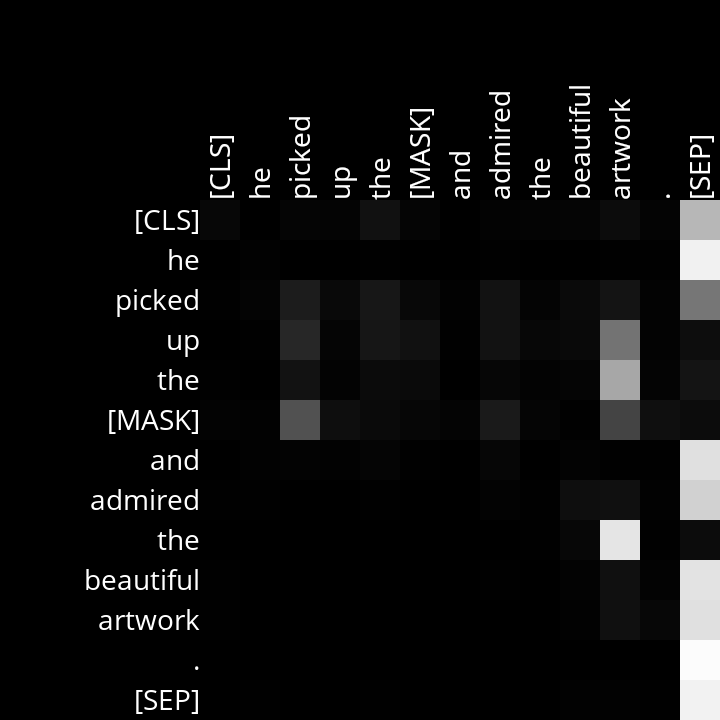 [CLS] he picked up the [MASK] and admired the beautiful artwork . [SEP]
[CLS]
he
picked
up
the
[MASK]
and
admired
the
beautiful
artwork
.
[SEP]